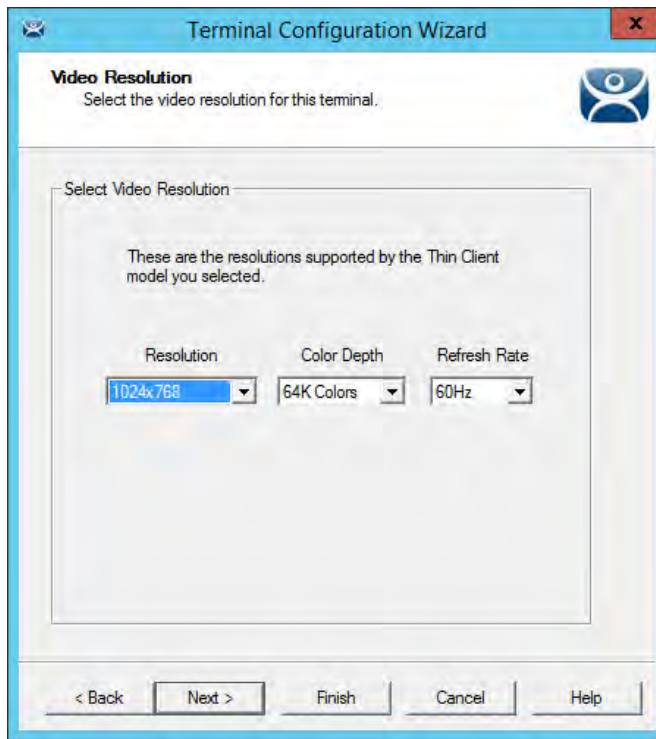 Terminal Configuration Wizard
x
Video Resolution
Select the video resolution for this terminal.
Select Video Resolution
These are the resolutions supported by the Thin Client
model you selected.
Resolution Color Depth Refresh Rate
1024x768 64K Colors 60Hz
< Back Next > Finish Cancel Help